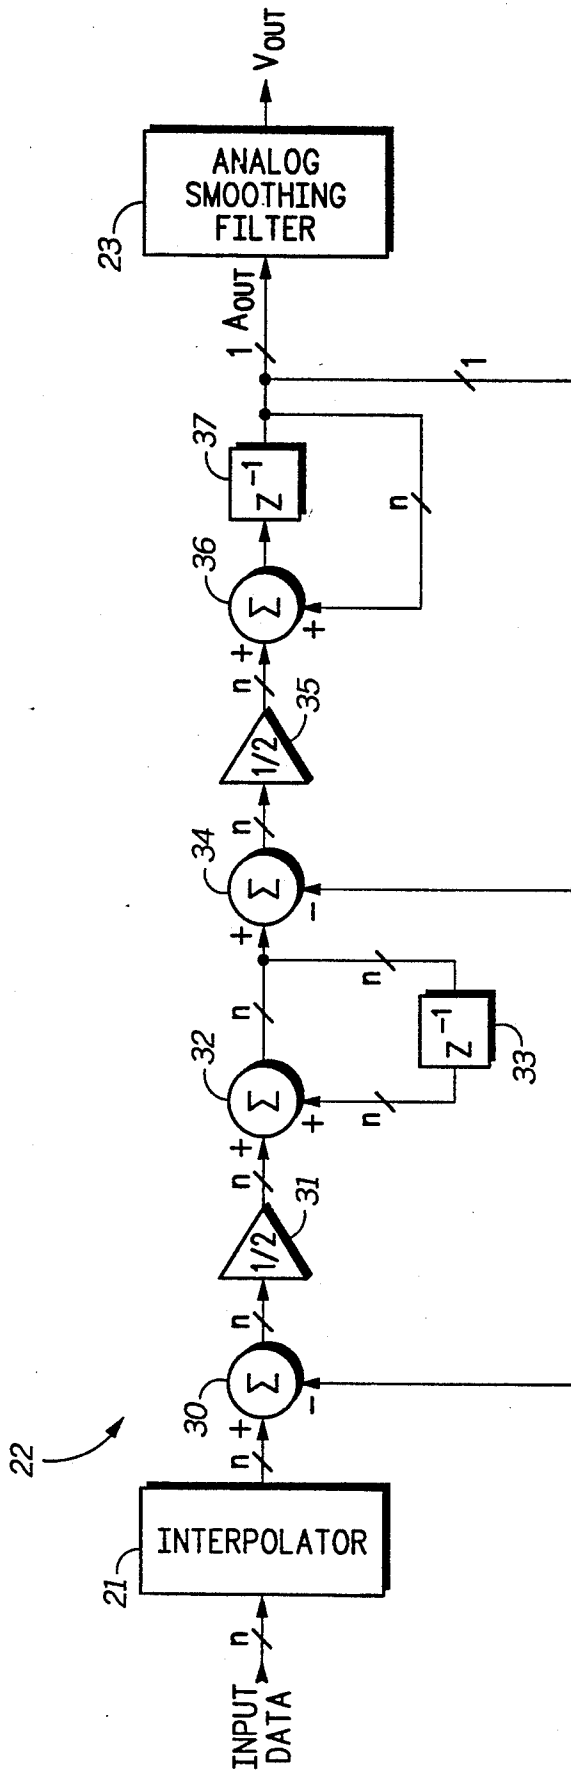 22
INPUT
DATA
n
21
INTERPOLATOR
n
30
+
Σ
−
n
31
1/2
n
32
+
Σ
+
n
n
n
33
Z⁻¹
34
+
Σ
−
n
35
1/2
n
36
+
Σ
+
37
Z⁻¹
n
1
1
AOUT
23
ANALOG
SMOOTHING
FILTER
VOUT